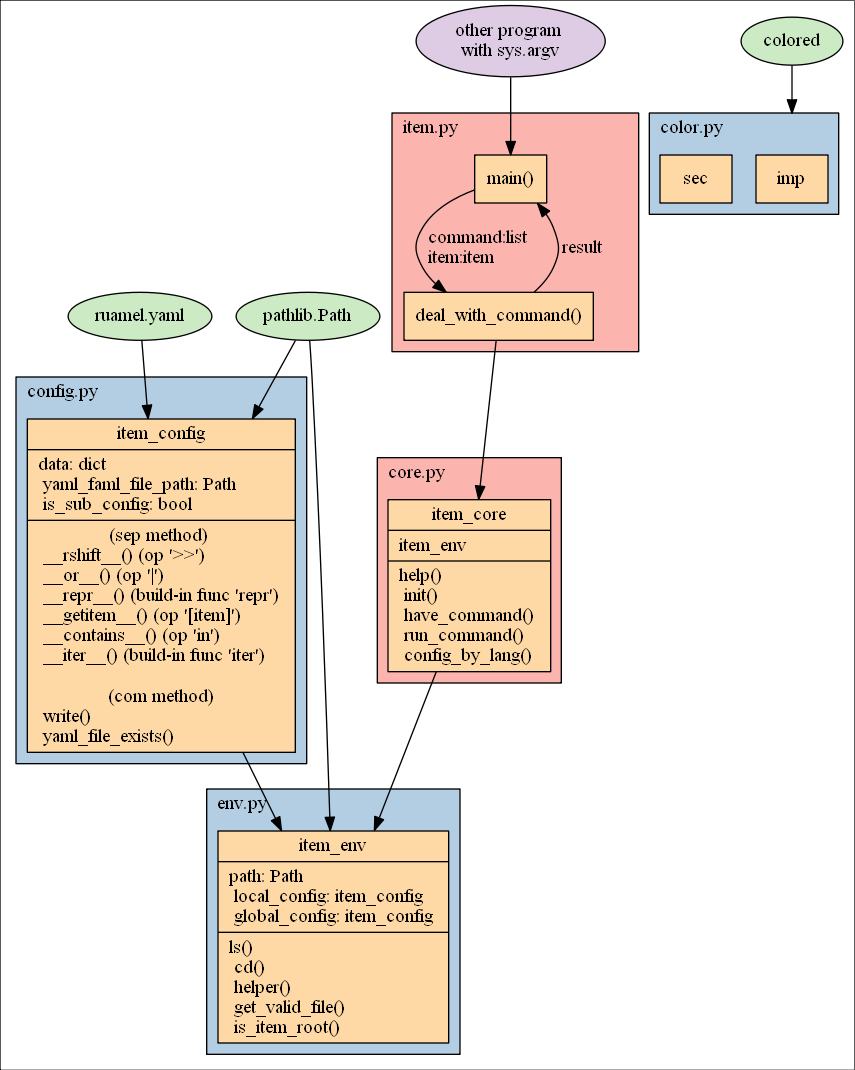 other program
with sys.argv
colored
item.py
main()
command:list
item:item
result
deal_with_command()
color.py
sec
imp
ruamel.yaml
pathlib.Path
config.py
item_config
data: dict
yaml_faml_file_path: Path
is_sub_config: bool
(sep method)
__rshift__() (op '>>')
__or__() (op '|')
__repr__() (build-in func 'repr')
__getitem__() (op '[item]')
__contains__() (op 'in')
__iter__() (build-in func 'iter')
(com method)
write()
yaml_file_exists()
core.py
item_core
item_env
help()
init()
have_command()
run_command()
config_by_lang()
env.py
item_env
path: Path
local_config: item_config
global_config: item_config
ls()
cd()
helper()
get_valid_file()
is_item_root()